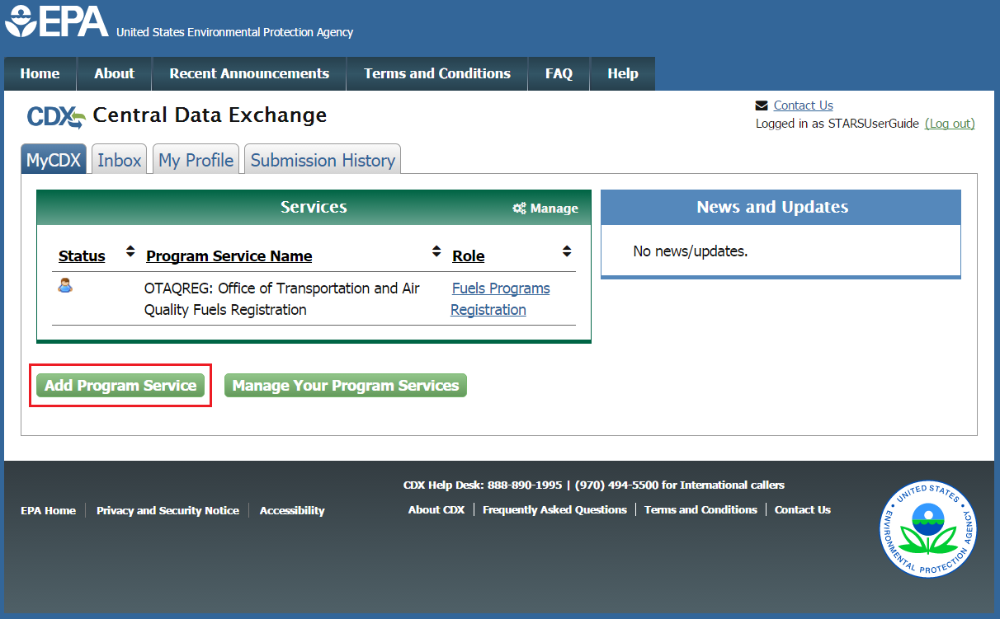 EPA United States Environmental Protection Agency
Home About Recent Announcements Terms and Conditions FAQ Help
CDX Central Data Exchange
Contact Us
Logged in as STARSUserGuide (Log out)
MyCDX Inbox My Profile Submission History
Services Manage
News and Updates
Status Program Service Name Role
No news/updates.
OTAQREG: Office of Transportation and Air
Quality Fuels Registration
Fuels Programs
Registration
Add Program Service Manage Your Program Services
CDX Help Desk: 888-890-1995 | (970) 494-5500 for International callers
EPA Home Privacy and Security Notice Accessibility
About CDX Frequently Asked Questions Terms and Conditions Contact Us
UNITED STATES
ENVIRONMENTAL PROTECTION AGENCY